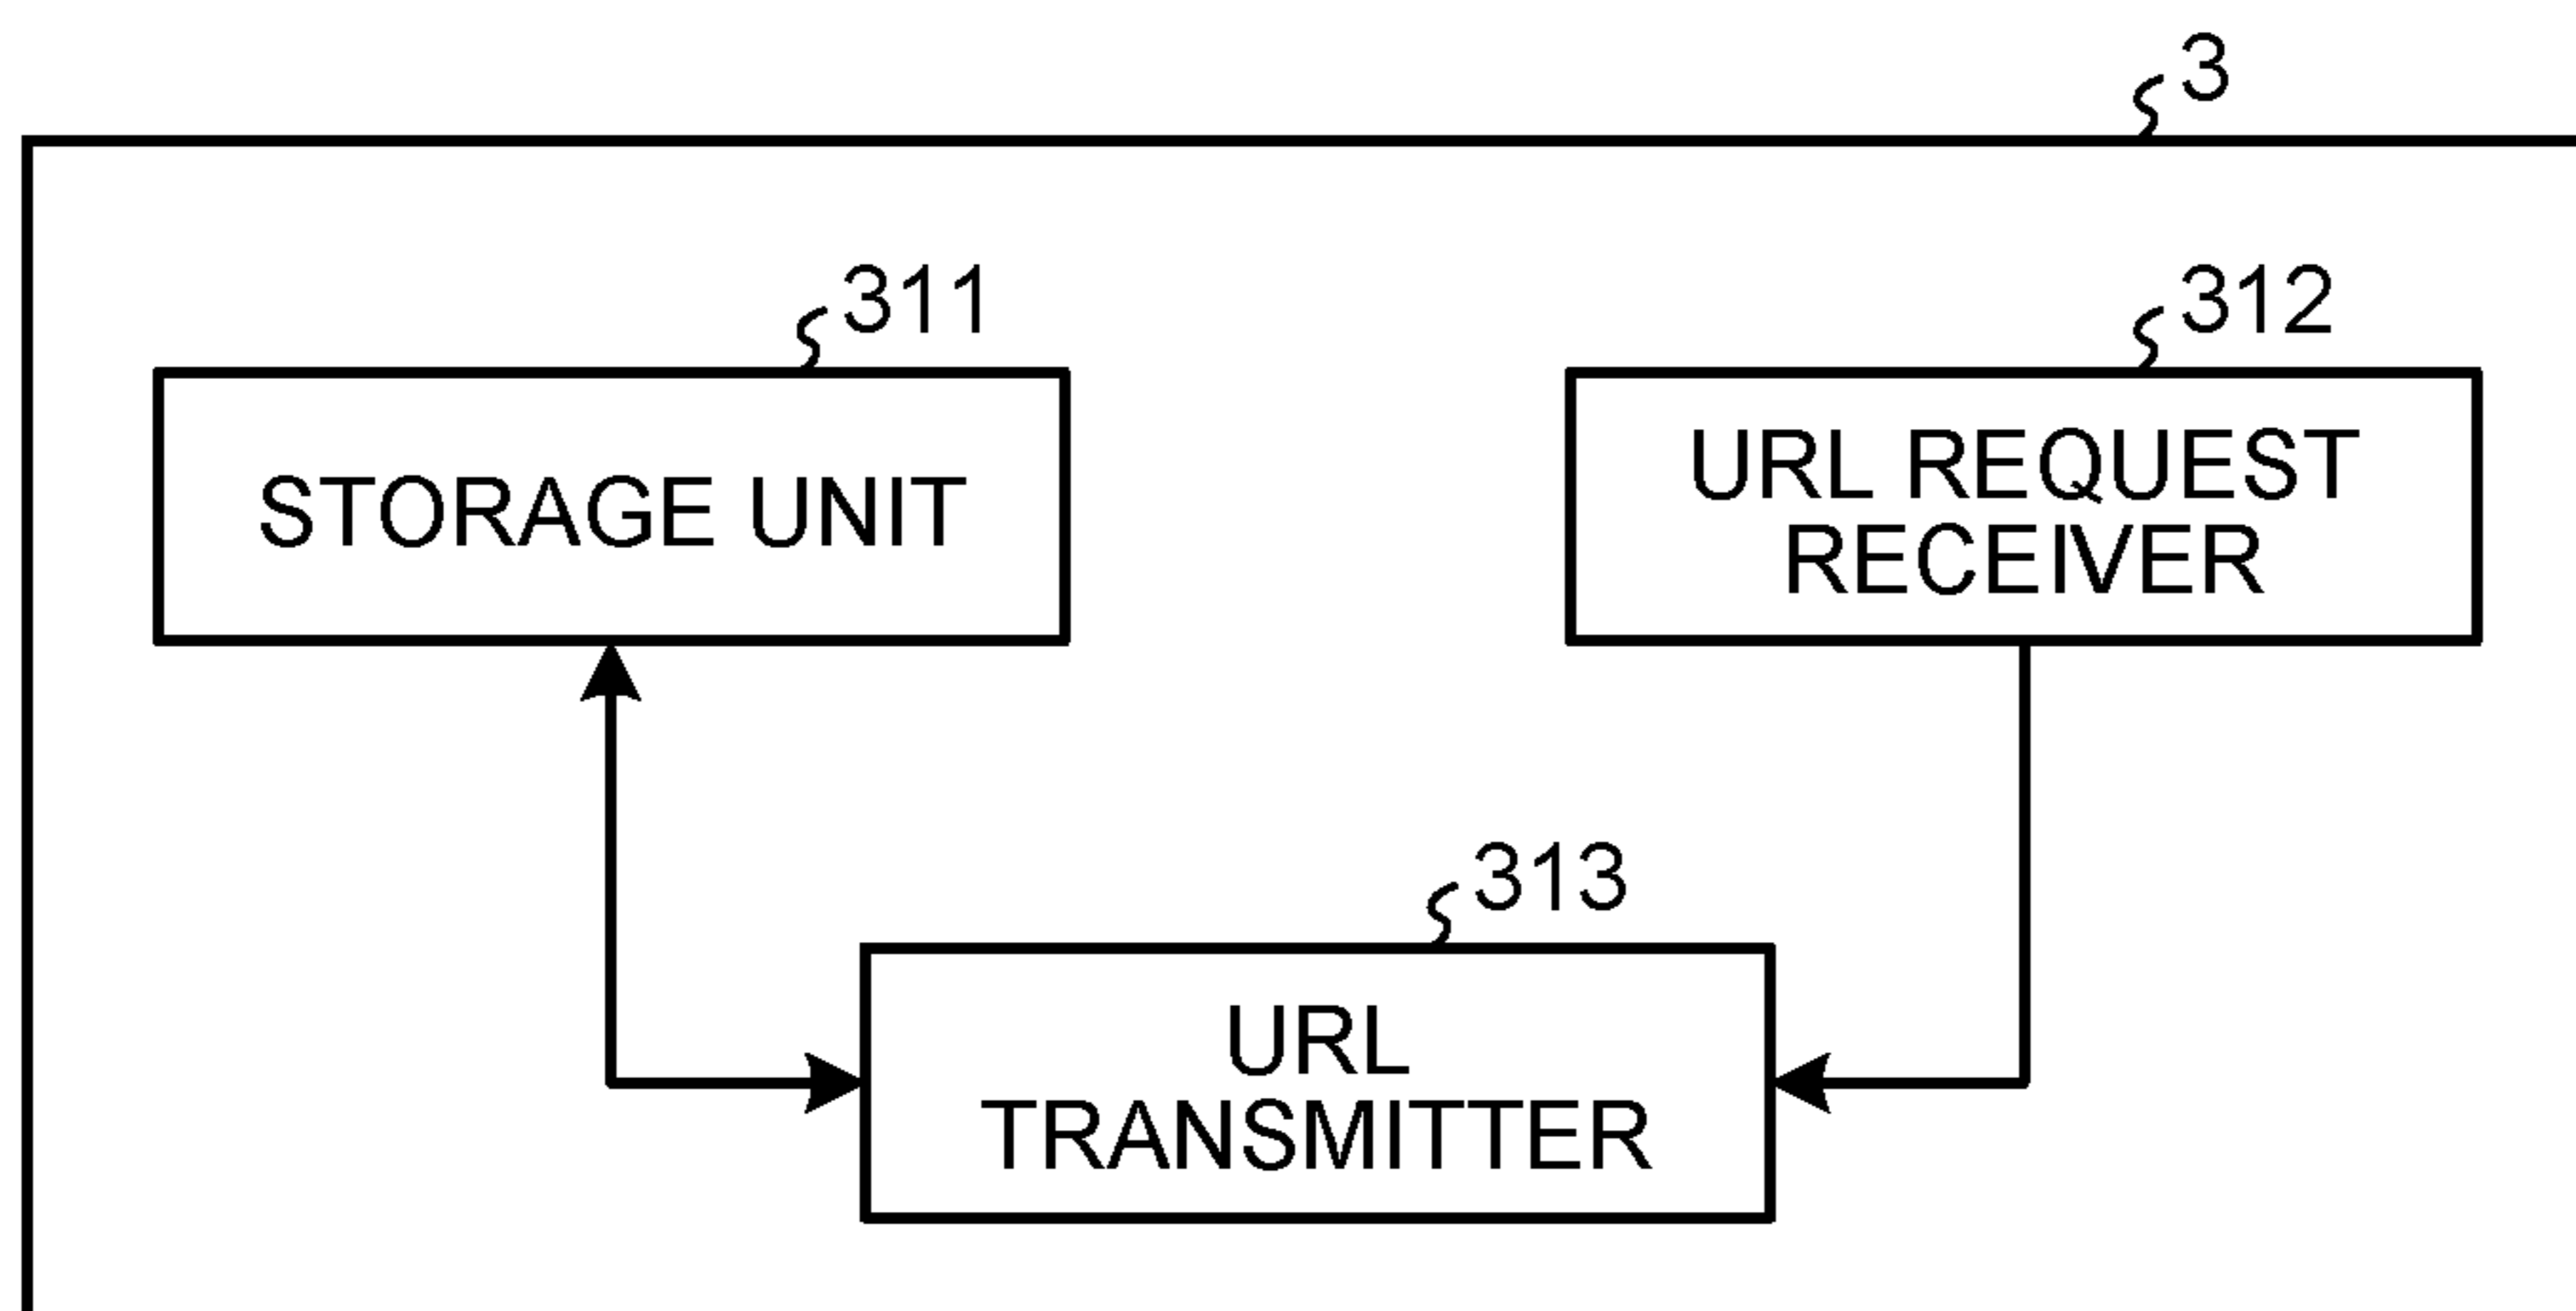 3
311
312
STORAGE UNIT
URL REQUEST
RECEIVER
313
URL
TRANSMITTER